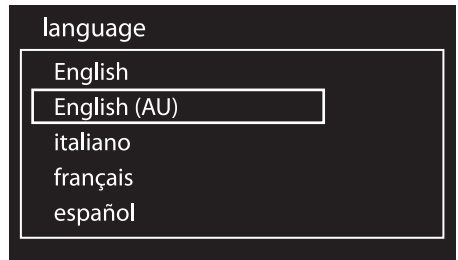 language
English
English (AU)
italiano
français
español